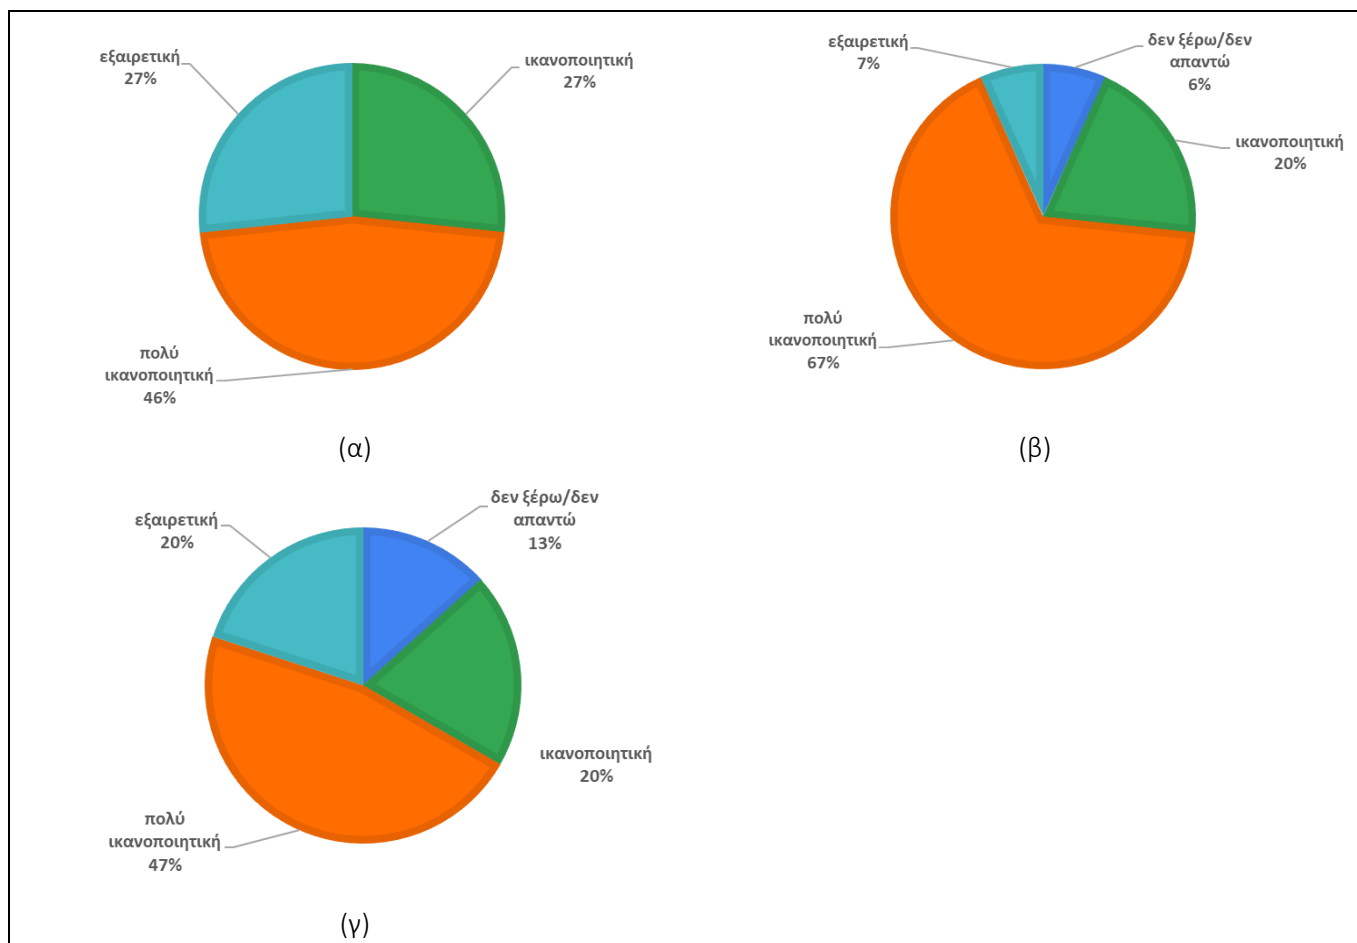 εξαιρετική
27%
ικανοποιητική
27%
πολύ
ικανοποιητική
46%
(α)
εξαιρετική
7%
δεν ξέρω/δεν
απαντώ
6%
ικανοποιητική
20%
πολύ
ικανοποιητική
67%
(β)
εξαιρετική
20%
δεν ξέρω/δεν
απαντώ
13%
ικανοποιητική
20%
πολύ
ικανοποιητική
47%
(γ)